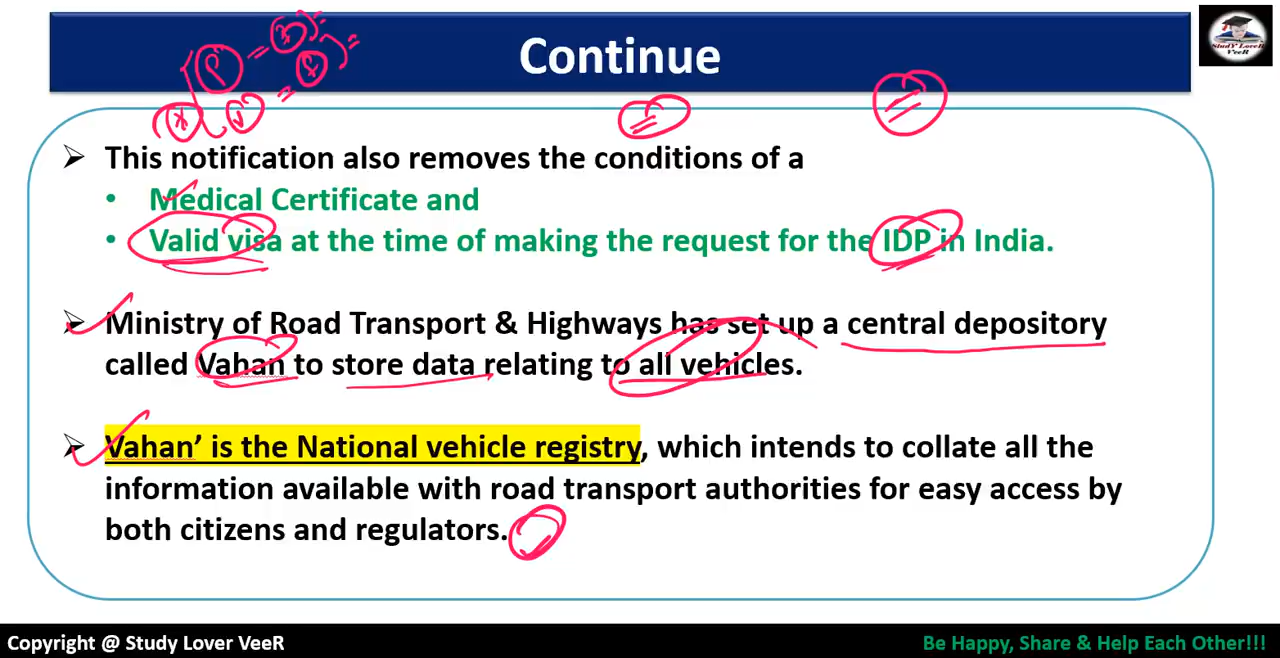 Continue
StudY LoveR
VeeR
➢ This notification also removes the conditions of a
• Medical Certificate and
• Valid visa at the time of making the request for the IDP in India.
➢ Ministry of Road Transport & Highways has set up a central depository
called Vahan to store data relating to all vehicles.
➢ Vahan’ is the National vehicle registry, which intends to collate all the
information available with road transport authorities for easy access by
both citizens and regulators.
Copyright @ Study Lover VeeR
Be Happy, Share & Help Each Other!!!